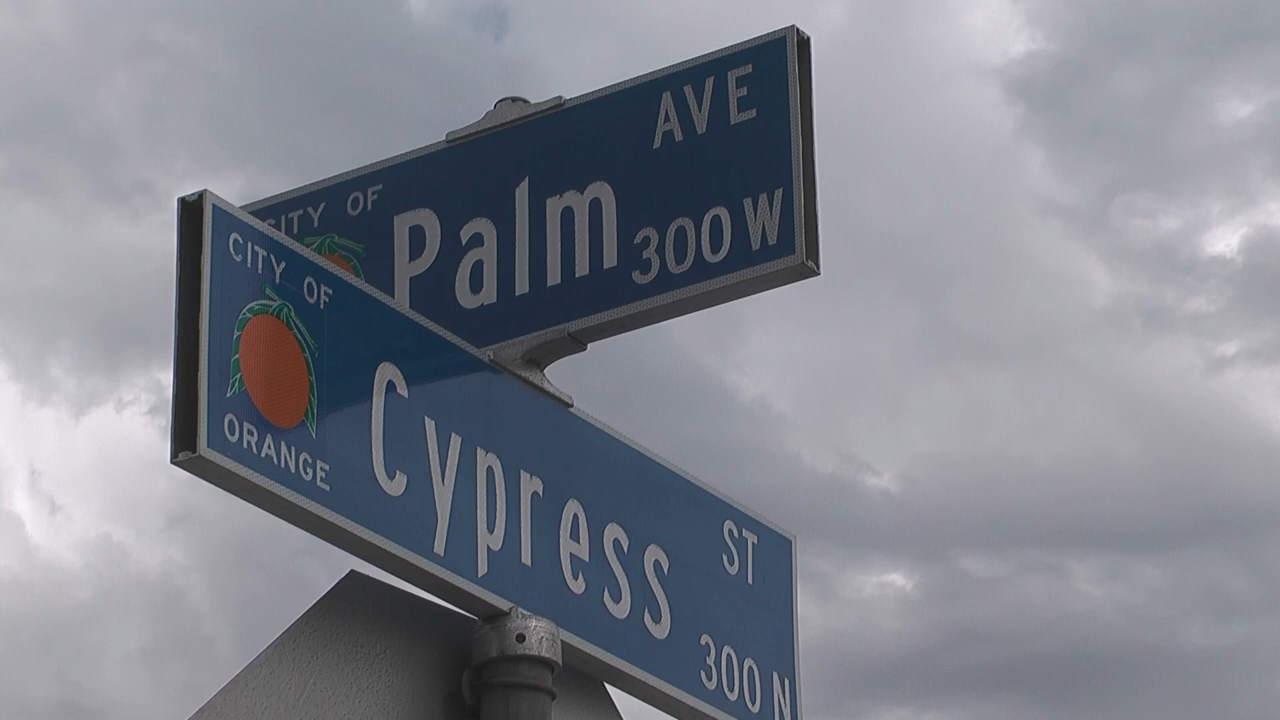 CITY OF
Palm
AVE
300 W
CITY OF
ORANGE
Cypress
ST
300 N